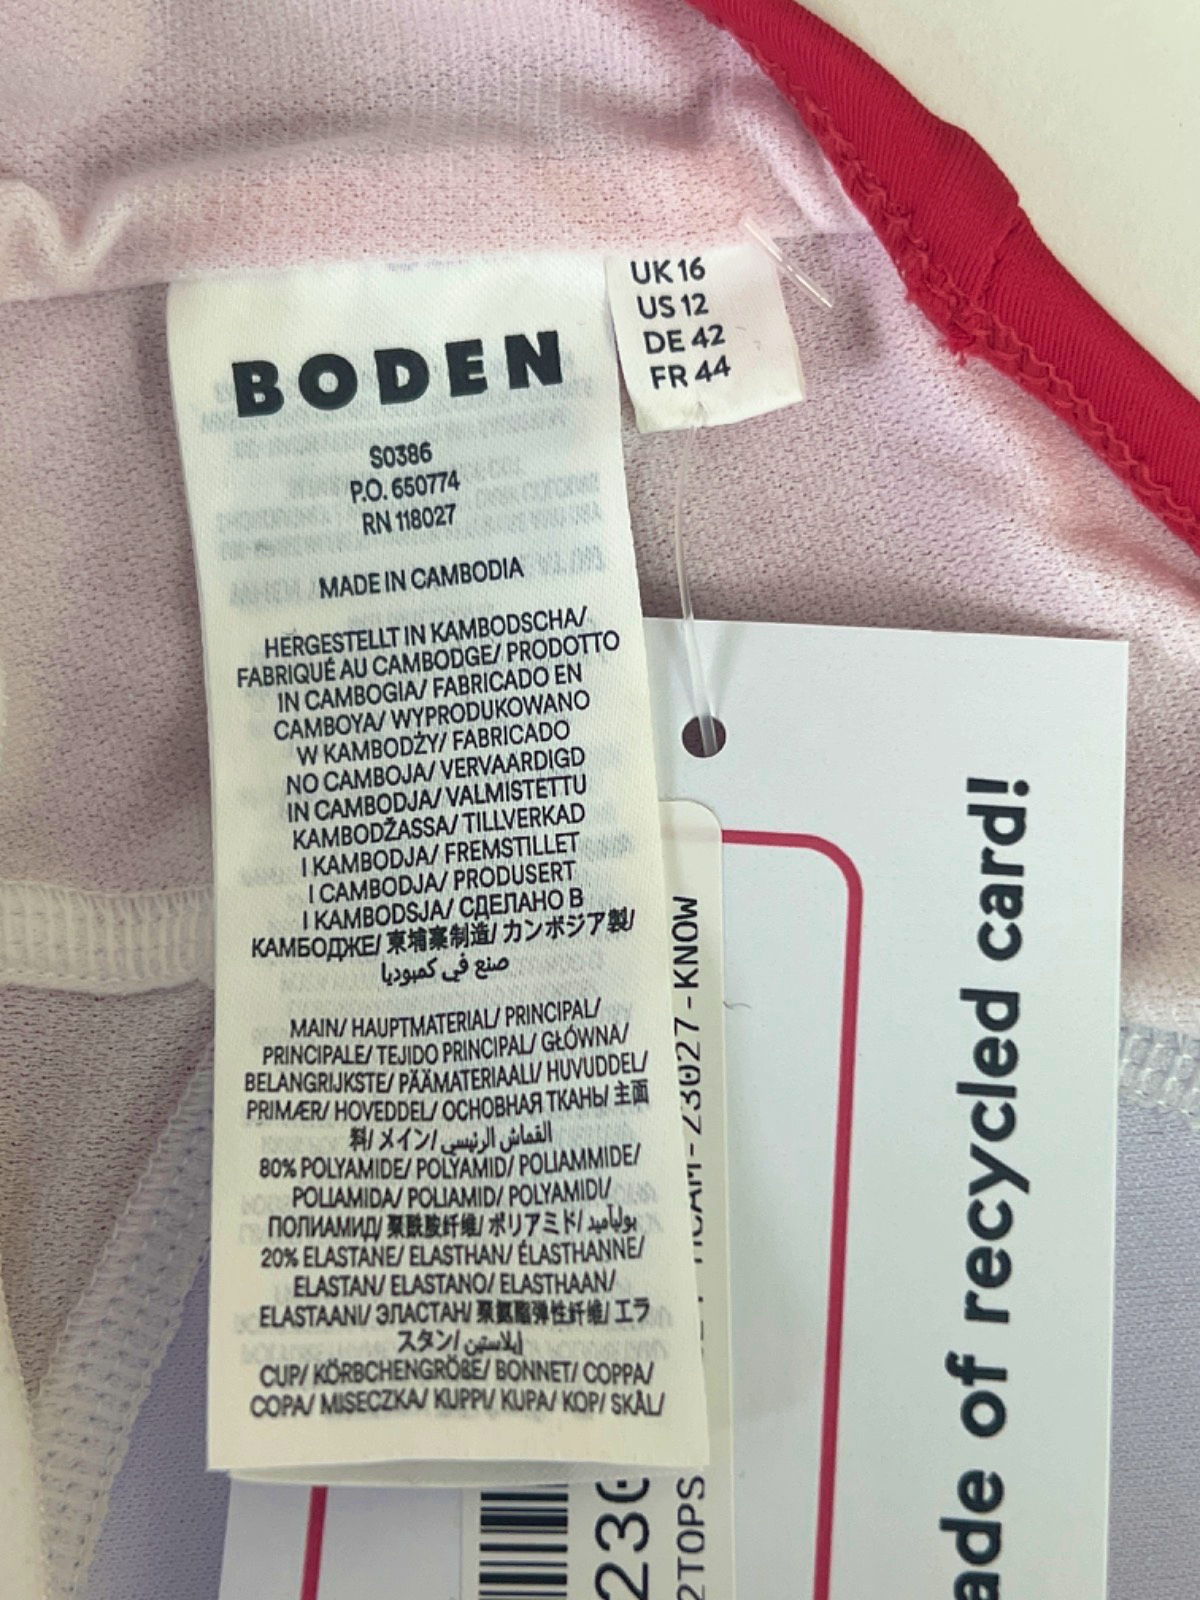 BODEN
S0386
P.O. 650774
RN 118027
MADE IN CAMBODIA
HERGESTELLT IN KAMBODSCHA/
FABRIQUÉ AU CAMBODGE/ PRODOTTO
IN CAMBOGIA/ FABRICADO EN
CAMBOYA/ WYPRODUKOWANO
W KAMBODŻY/ FABRICADO
NO CAMBOJA/ VERVAARDIGD
IN CAMBODJA/ VALMISTETTU
KAMBODŽASSA/ TILLVERKAD
I KAMBODJA/ FREMSTILLET
I CAMBODJA/ PRODUSERT
I KAMBODSJA/ СДЕЛАНО В
КАМБОДЖЕ/ 柬埔寨制造/ カンボジア製/
صنع في كمبوديا
MAIN/ HAUPTMATERIAL/ PRINCIPAL/
PRINCIPALE/ TEJIDO PRINCIPAL/ GŁÓWNA/
BELANGRIJKSTE/ PÄÄMATERIAALI/ HUVUDDEL/
PRIMÆR/ HOVEDDEL/ ОСНОВНАЯ ТКАНЬ/ 主面
料/ メイン/ القماش الرئيسي/
80% POLYAMIDE/ POLYAMID/ POLIAMMIDE/
POLIAMIDA/ POLIAMID/ POLYAMIDI/
ПОЛИАМИД/ 聚酰胺纤维/ ポリアミド/ بولياميد
20% ELASTANE/ ELASTHAN/ ÉLASTHANNE/
ELASTAN/ ELASTANO/ ELASTHAAN/
ELASTAANI/ ЭЛАСТАН/ 聚氨酯弹性纤维/ エラ
スタン/ إيلاستين
CUP/ KÖRBCHENGRÖßE/ BONNET/ COPPA/
COPA/ MISECZKA/ KUPPI/ KUPA/ KOP/ SKÅL/
UK 16
US 12
DE 42
FR 44
23027-KNOW
2TOPS
ade of recycled card!